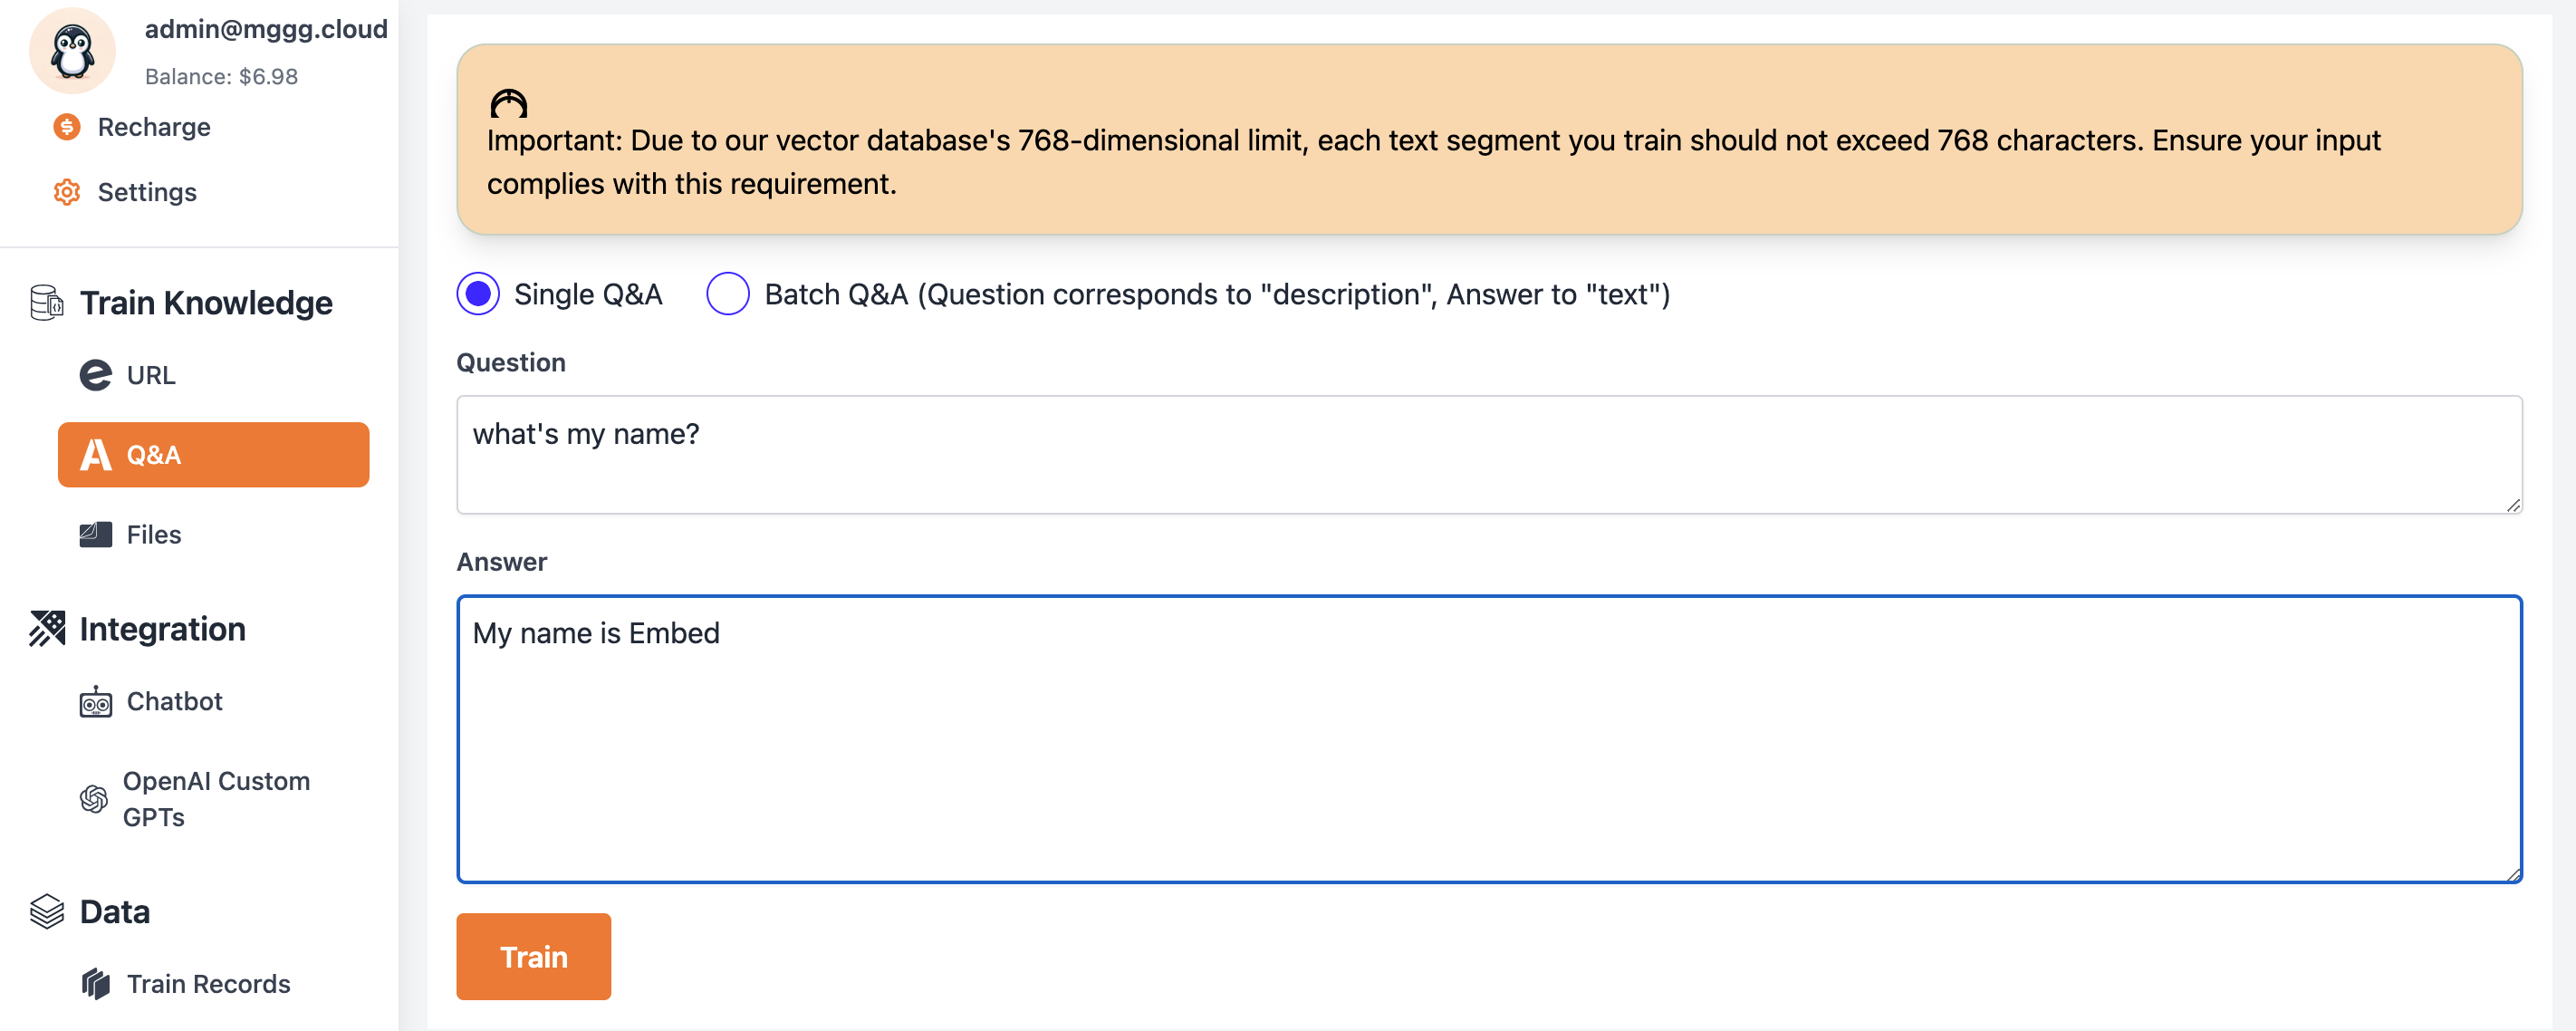 admin@mggg.cloud
Balance: $6.98
Recharge
Settings
Train Knowledge
URL
Q&A
Files
Integration
Chatbot
OpenAI Custom
GPTs
Data
Train Records
Important: Due to our vector database's 768-dimensional limit, each text segment you train should not exceed 768 characters. Ensure your input
complies with this requirement.
Single Q&A
Batch Q&A (Question corresponds to "description", Answer to "text")
Question
what's my name?
Answer
My name is Embed
Train